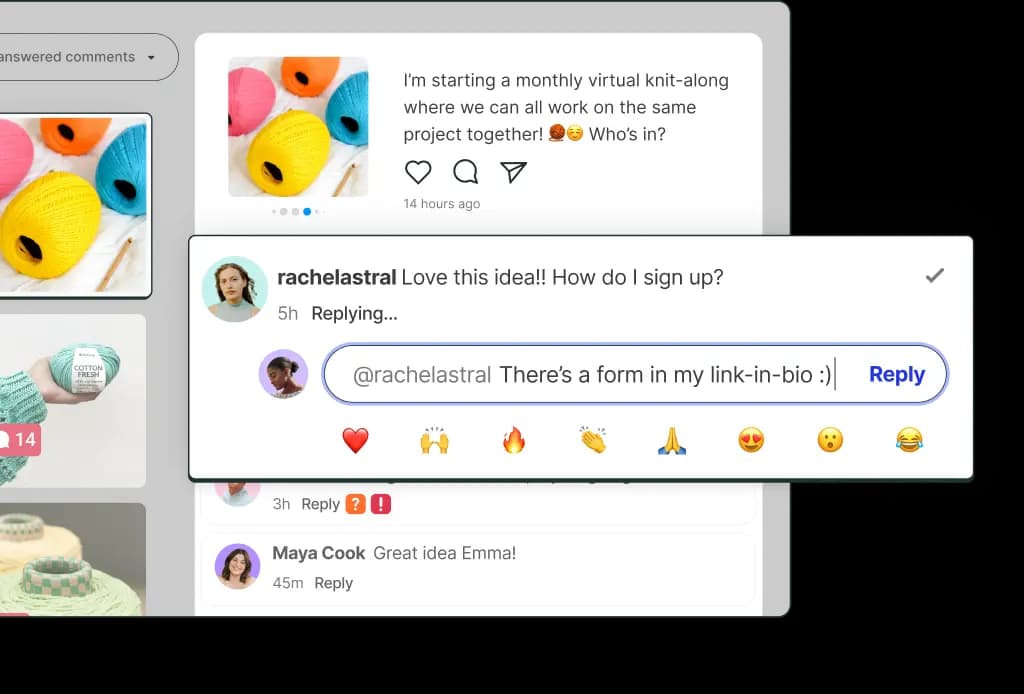 answered comments
I'm starting a monthly virtual knit-along
where we can all work on the same
project together! 🧶☺️ Who's in?
14 hours ago
rachelastral Love this idea!! How do I sign up?
5h Replying...
@rachelastral There's a form in my link-in-bio :)
Reply
COTTON
FRESH
14
3h Reply ? !
Maya Cook Great idea Emma!
45m Reply